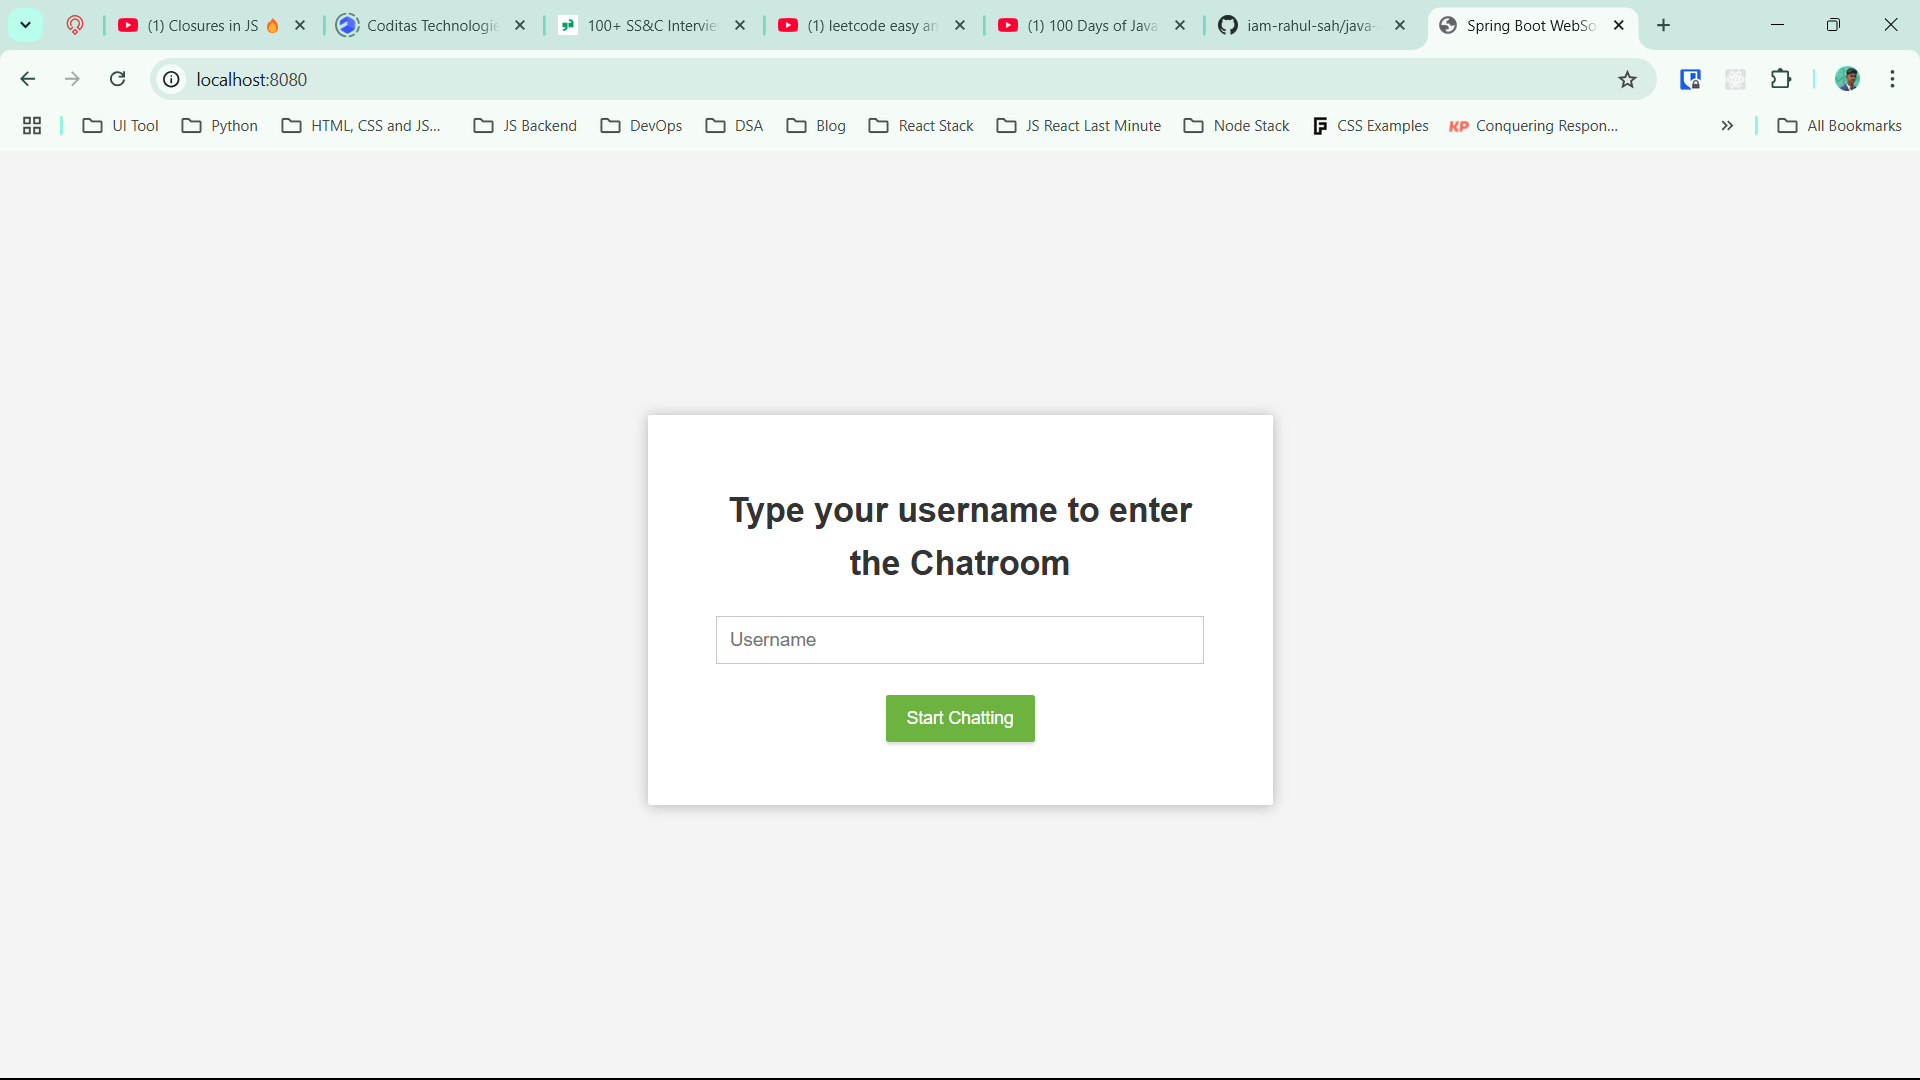 (1) Closures in JS 🔥
Coditas Technologie
100+ SS&C Intervie
(1) leetcode easy an
(1) 100 Days of Java
iam-rahul-sah/java-
Spring Boot WebSo
localhost:8080
UI Tool
Python
HTML, CSS and JS...
JS Backend
DevOps
DSA
Blog
React Stack
JS React Last Minute
Node Stack
CSS Examples
KP
Conquering Respon...
All Bookmarks
Type your username to enter
the Chatroom
Username
Start Chatting